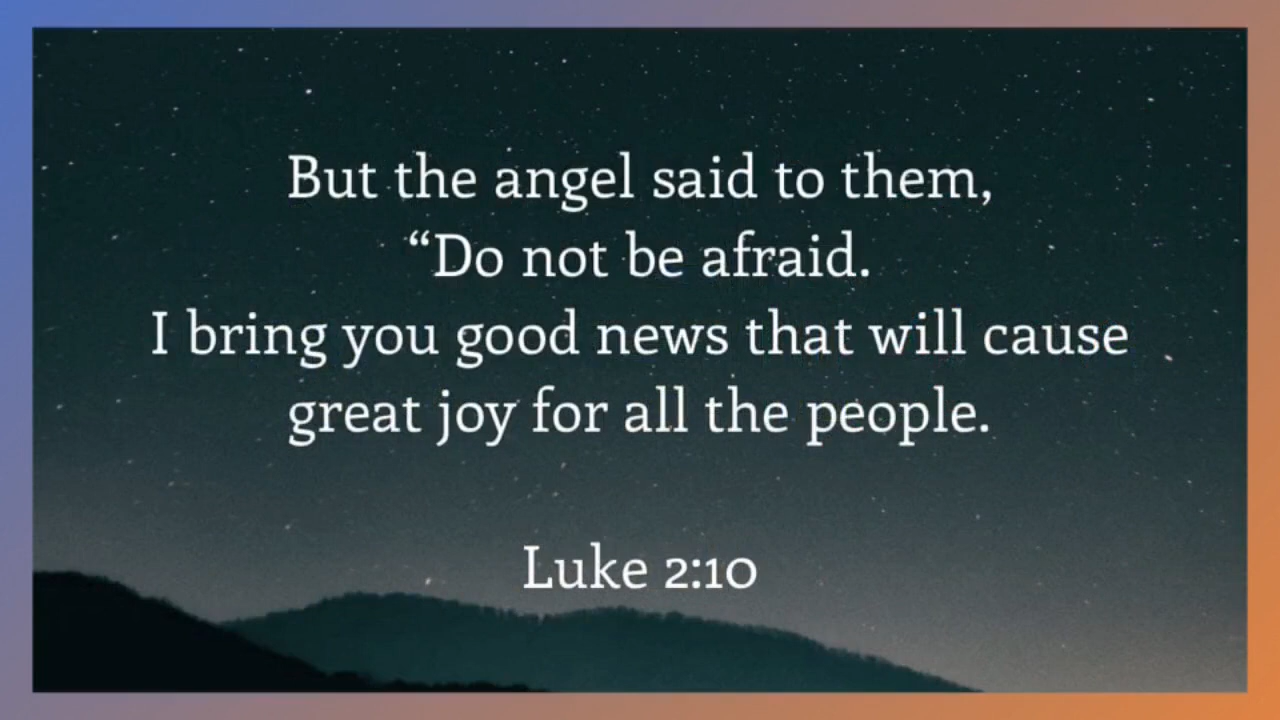 But the angel said to them,
“Do not be afraid.
I bring you good news that will cause
great joy for all the people.
Luke 2:10